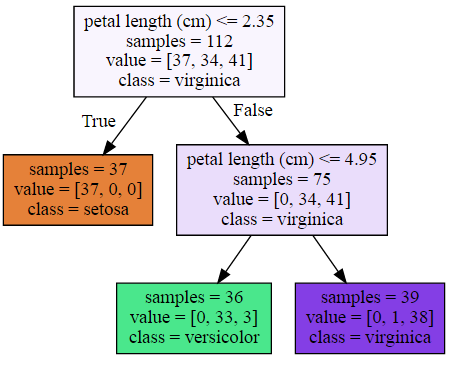 petal length (cm) <= 2.35
samples = 112
value = [37, 34, 41]
class = virginica
True
False
samples = 37
value = [37, 0, 0]
class = setosa
petal length (cm) <= 4.95
samples = 75
value = [0, 34, 41]
class = virginica
samples = 36
value = [0, 33, 3]
class = versicolor
samples = 39
value = [0, 1, 38]
class = virginica